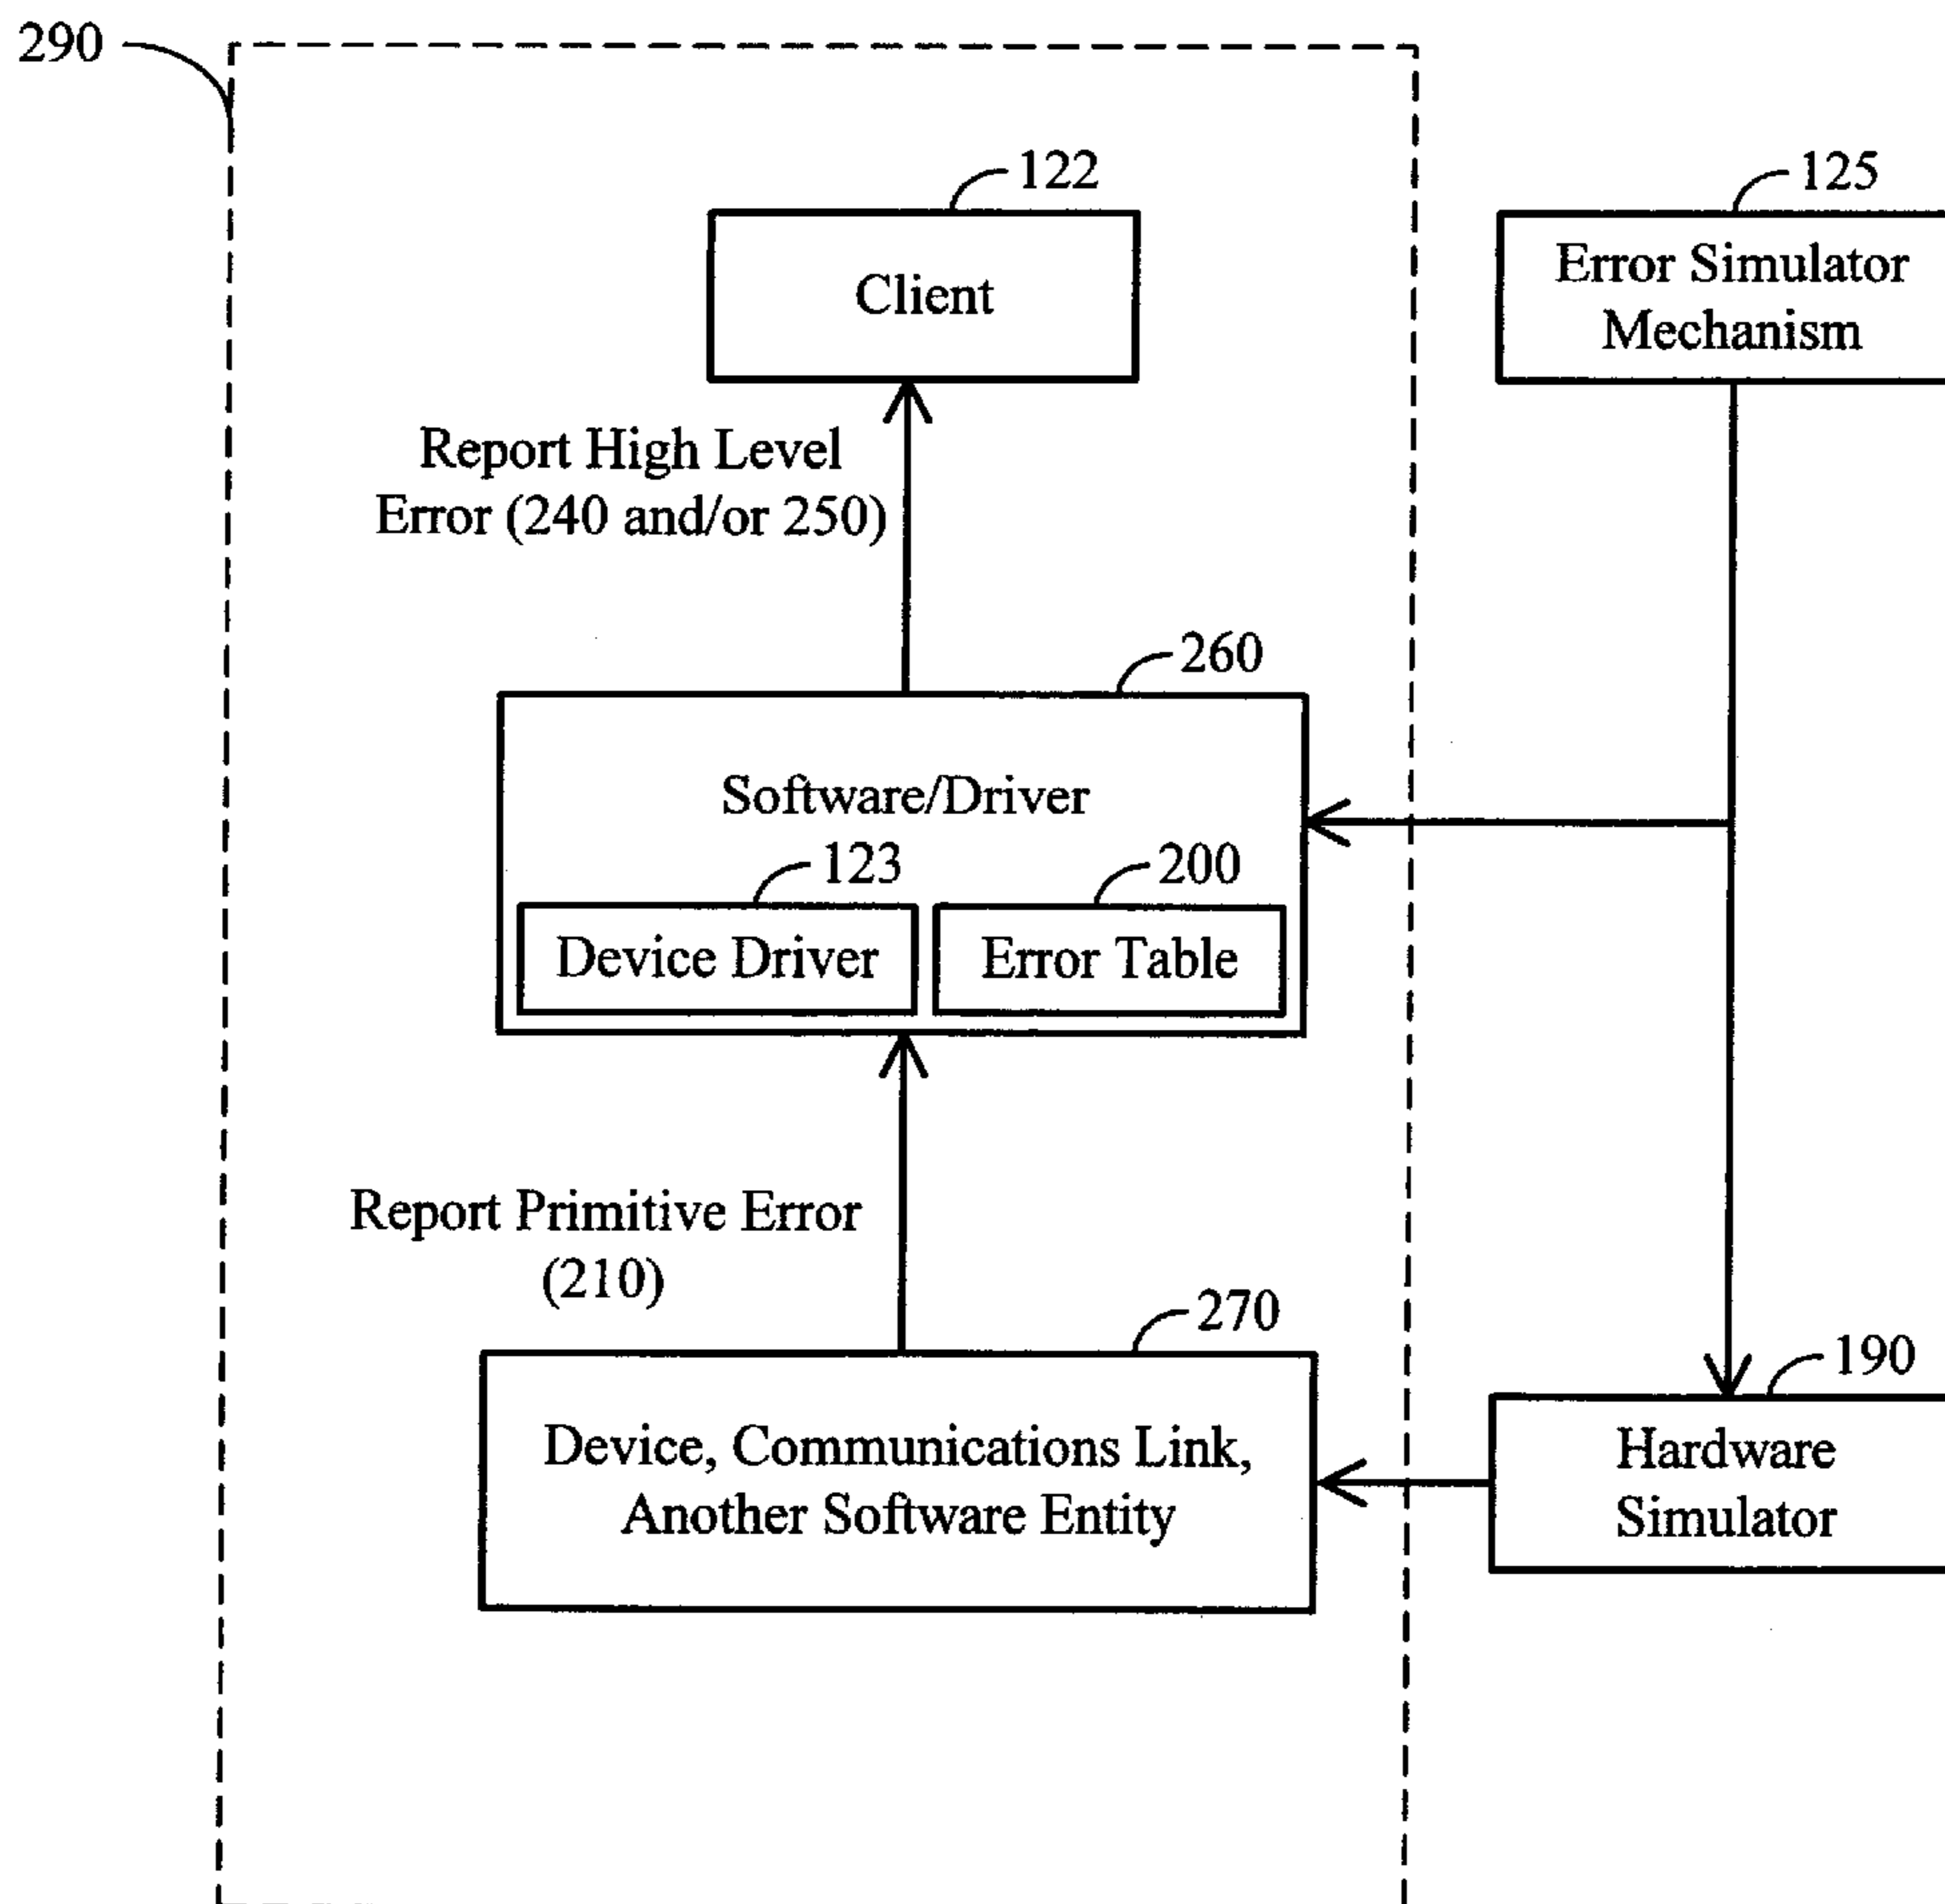 290
122
Client
125
Error Simulator
Mechanism
Report High Level
Error (240 and/or 250)
260
Software/Driver
123
Device Driver
200
Error Table
Report Primitive Error
(210)
270
Device, Communications Link,
Another Software Entity
190
Hardware
Simulator